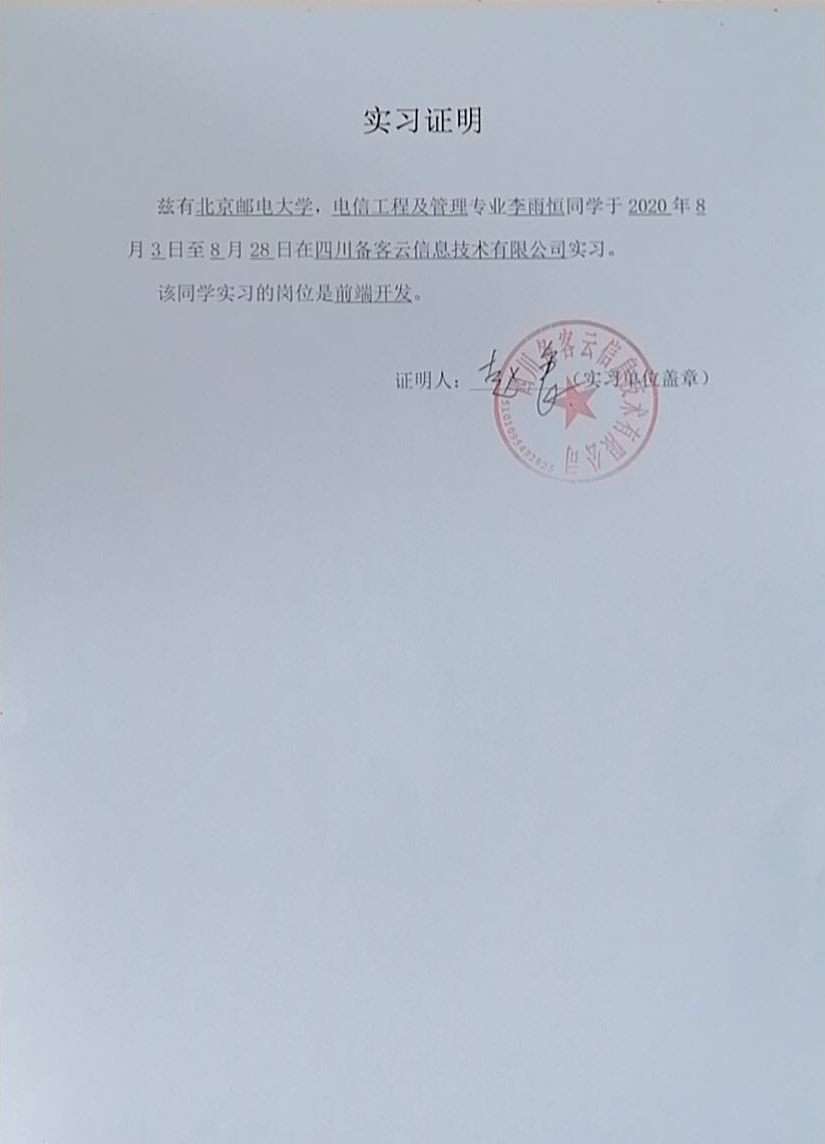 实习证明
兹有北京邮电大学，电信工程及管理专业李雨恒同学于 2020 年 8
月 3 日至 8 月 28 日在四川备客云信息技术有限公司实习。
该同学实习的岗位是前端开发。
证明人：（实习单位盖章）
四川备客云信息技术有限公司